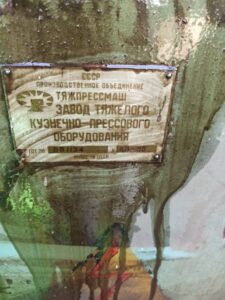 СССР
ПРОИЗВОДСТВЕННОЕ ОБЪЕДИНЕНИЕ
ТЯЖПРЕССМАШ
ЗАВОД ТЯЖЕЛОГО
КУЗНЕЧНО-ПРЕССОВОГО
ОБОРУДОВАНИЯ